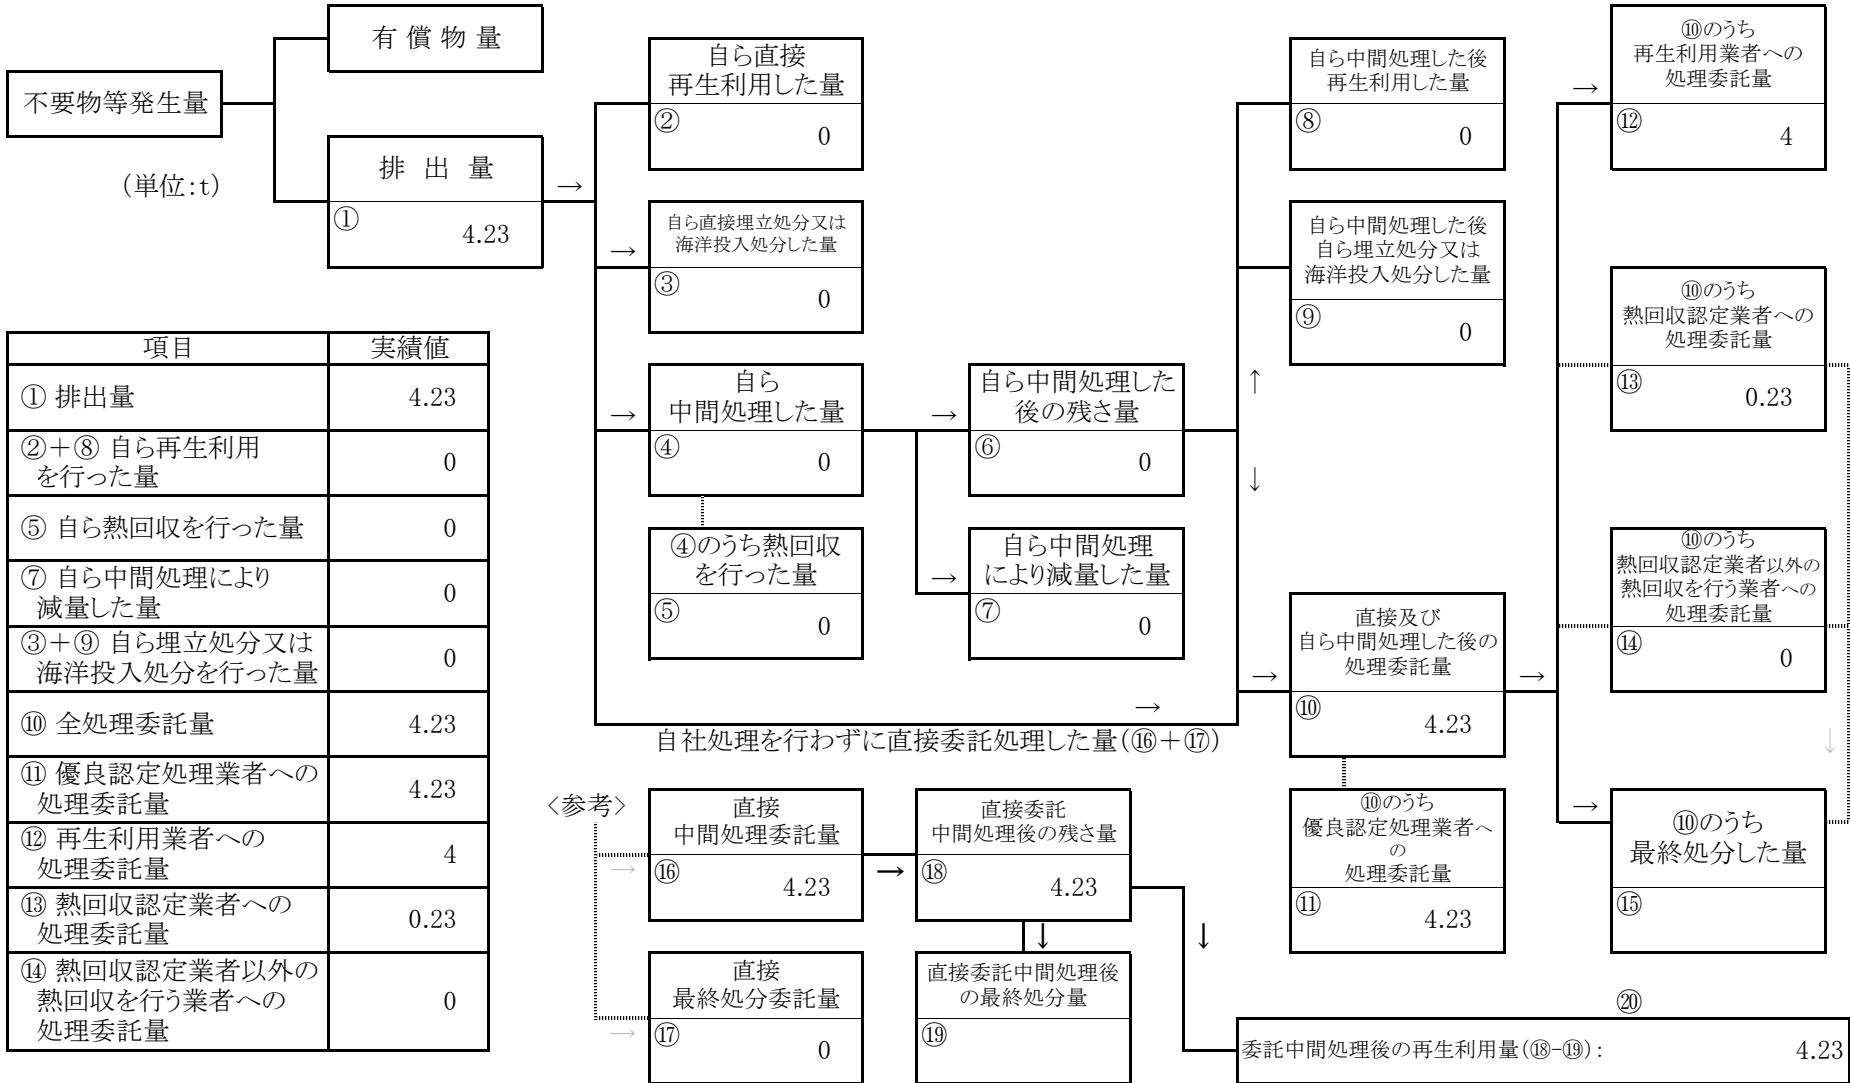 不要物等発生量
(単位:t)
有 償 物 量
排 出 量
①
4.23
→
自ら直接
再生利用した量
②
0
→
自ら直接埋立処分又は
海洋投入処分した量
③
0
→
自ら
中間処理した量
④
0
④のうち熱回収
を行った量
⑤
0
→
自ら中間処理した
後の残さ量
⑥
0
→
自ら中間処理
により減量した量
⑦
0
自ら中間処理した後
再生利用した量
⑧
0
自ら中間処理した後
自ら埋立処分又は
海洋投入処分した量
⑨
0
↑
↓
→
自社処理を行わずに直接委託処理した量(⑯+⑰)
→
直接及び
自ら中間処理した後の
処理委託量
⑩
4.23
⑩のうち
優良認定処理業者へ
の
処理委託量
⑪
4.23
→
→
⑩のうち
再生利用業者への
処理委託量
⑫
4
⑩のうち
熱回収認定業者への
処理委託量
⑬
0.23
⑩のうち
熱回収認定業者以外の
熱回収を行う業者への
処理委託量
⑭
0
↓
→
⑩のうち
最終処分した量
⑮
項目 実績値
① 排出量 4.23
②+⑧ 自ら再生利用
を行った量 0
⑤ 自ら熱回収を行った量 0
⑦ 自ら中間処理により
減量した量 0
③+⑨ 自ら埋立処分又は
海洋投入処分を行った量 0
⑩ 全処理委託量 4.23
⑪ 優良認定処理業者への
処理委託量 4.23
⑫ 再生利用業者への
処理委託量 4
⑬ 熱回収認定業者への
処理委託量 0.23
⑭ 熱回収認定業者以外の
熱回収を行う業者への
処理委託量 0
〈参考〉
→
直接
中間処理委託量
⑯
4.23
→
直接委託
中間処理後の残さ量
⑱
4.23
↓
↓
→
直接
最終処分委託量
⑰
0
直接委託中間処理後
の最終処分量
⑲
⑳
委託中間処理後の再生利用量(⑱-⑲): 4.23